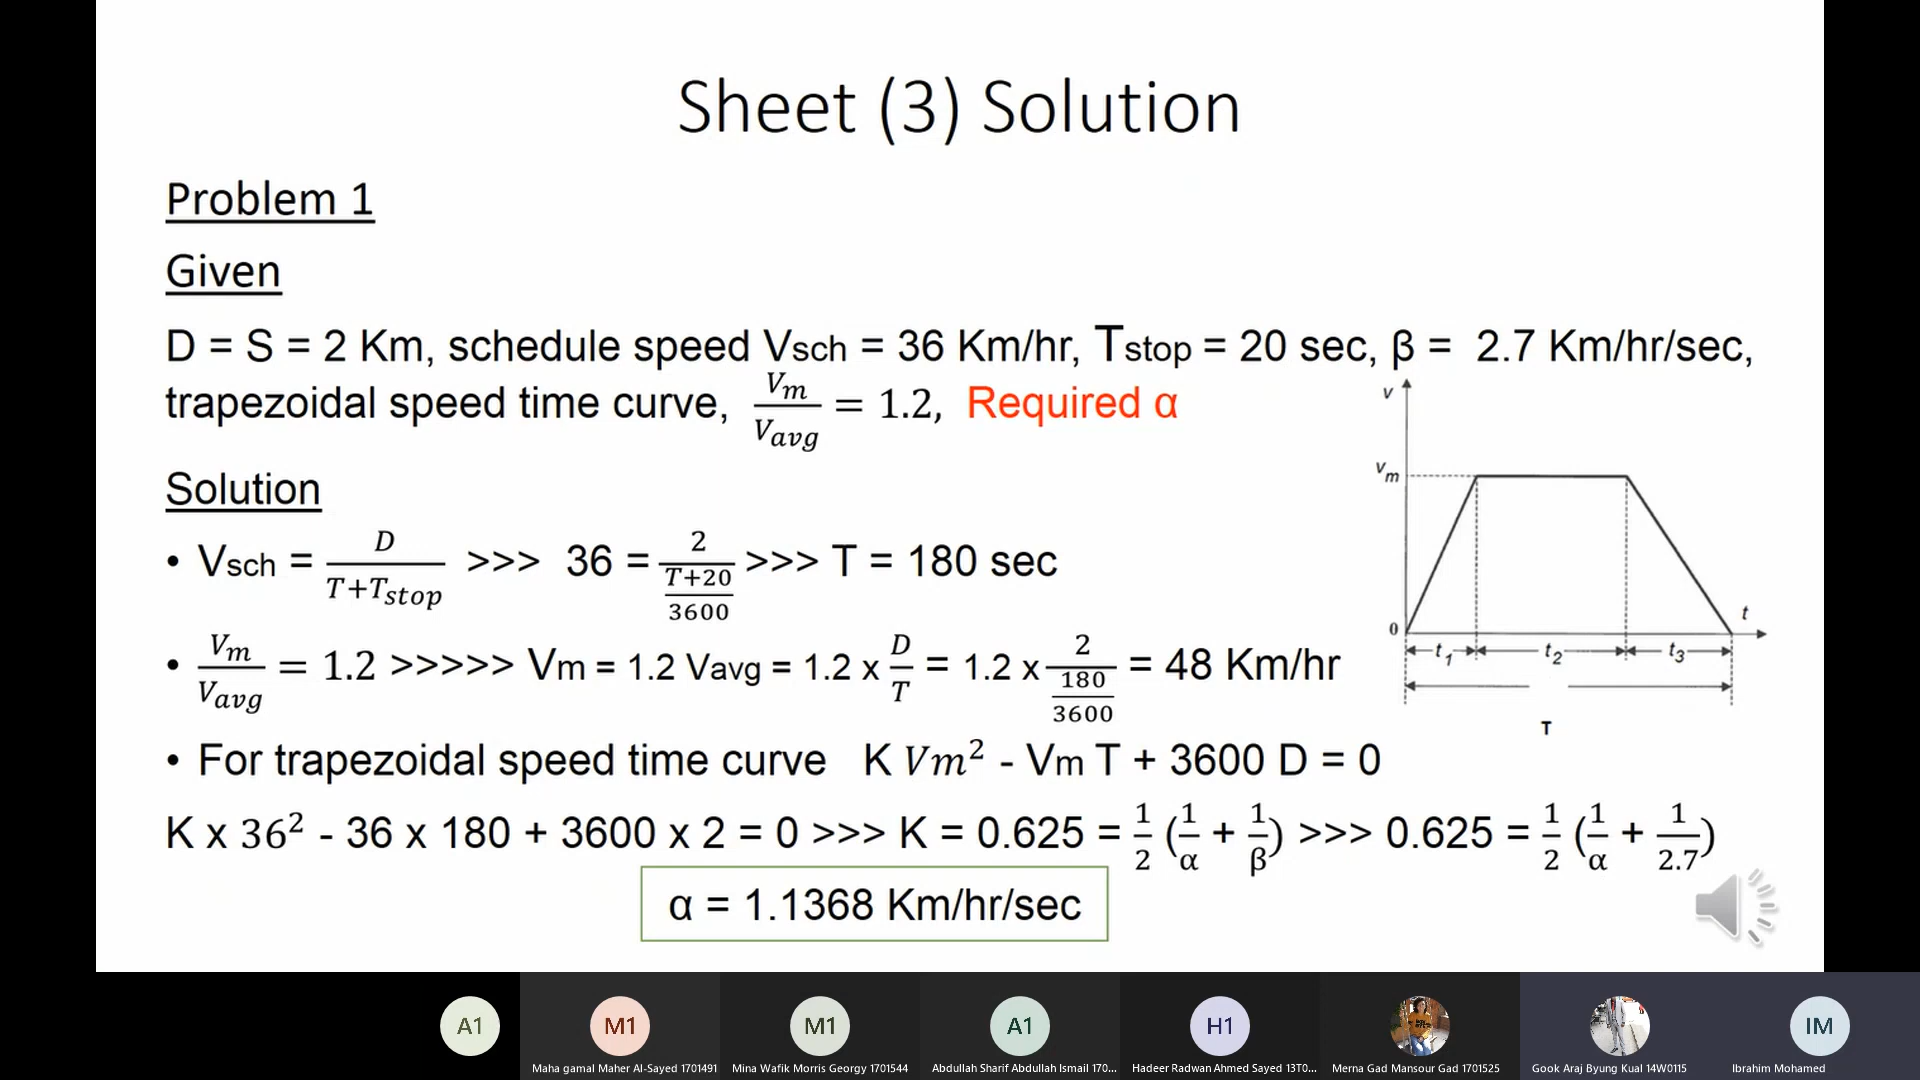 Sheet (3) Solution
Problem 1
Given
D = S = 2 Km, schedule speed Vsch = 36 Km/hr, Tstop = 20 sec, β = 2.7 Km/hr/sec,
trapezoidal speed time curve, Vm/Vavg = 1.2, Required α
Solution
• Vsch = D/(T+Tstop) >>> 36 = 2/((T+20)/3600) >>> T = 180 sec
• Vm/Vavg = 1.2 >>>>> Vm = 1.2 Vavg = 1.2 x D/T = 1.2 x 2/(180/3600) = 48 Km/hr
• For trapezoidal speed time curve K Vm² - Vm T + 3600 D = 0
K x 36² - 36 x 180 + 3600 x 2 = 0 >>> K = 0.625 = 1/2 (1/α + 1/β) >>> 0.625 = 1/2 (1/α + 1/2.7)
α = 1.1368 Km/hr/sec
v
Vm
0
t
t1 t2 t3
T
A1 M1 M1 A1 H1 IM
Maha gamal Maher Al-Sayed 1701491 Mina Wafik Morris Georgy 1701544 Abdullah Sharif Abdullah Ismail 170... Hadeer Radwan Ahmed Sayed 13T0... Merna Gad Mansour Gad 1701525 Gook Araj Byung Kual 14W0115 Ibrahim Mohamed